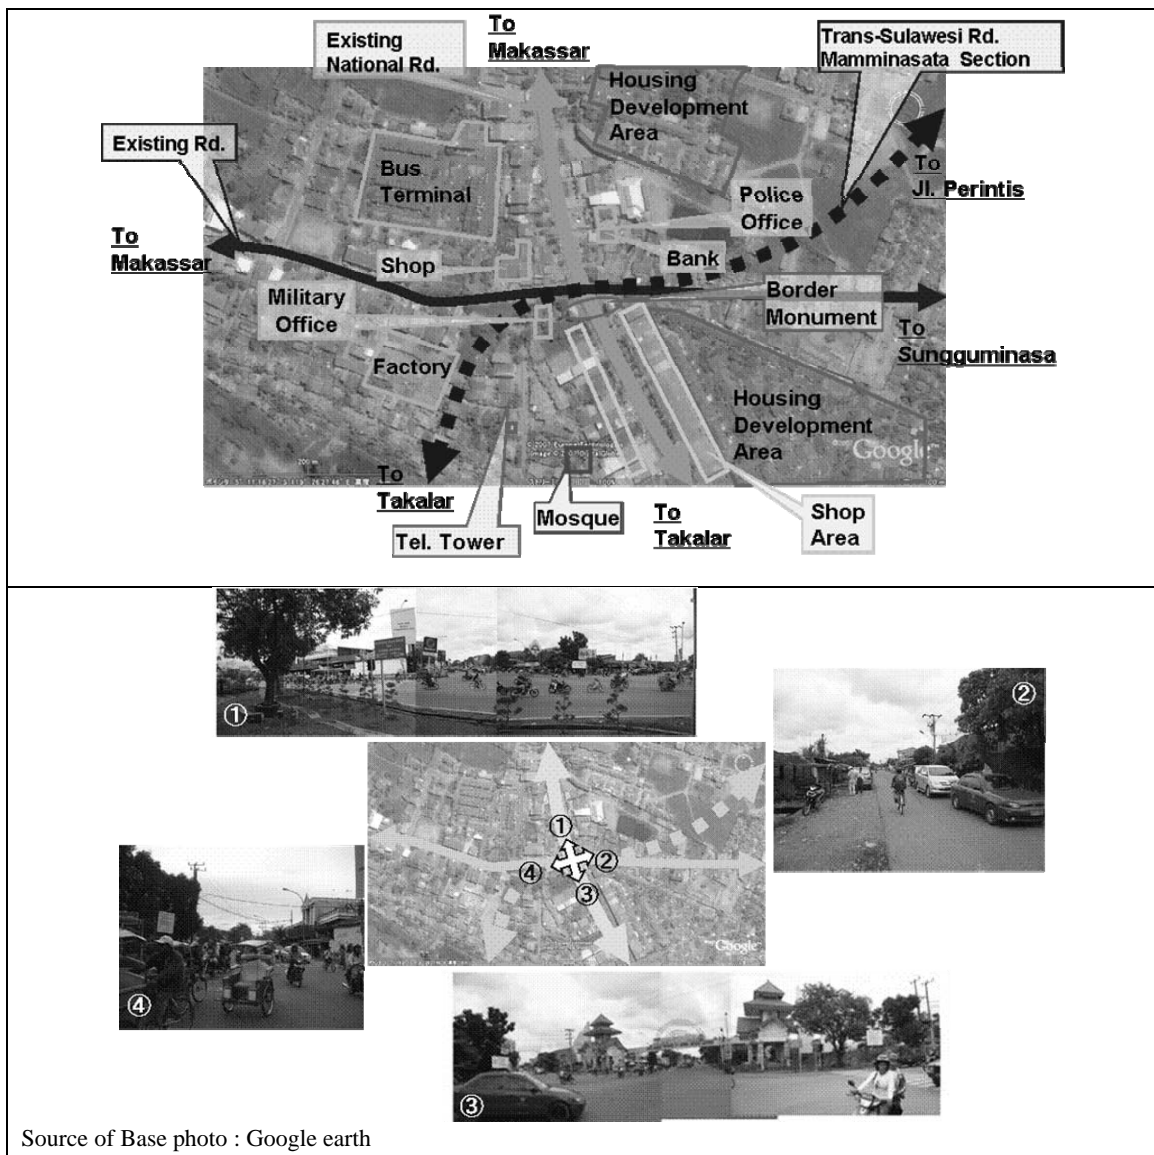 To
Makassar
Existing
National Rd.
Trans-Sulawesi Rd.
Mamminasata Section
Housing
Development
Area
Existing Rd.
Bus
Terminal
To
Jl. Perintis
Police
Office
To
Makassar
Shop
Bank
Military
Office
Border
Monument
To
Sungguminasa
Factory
Housing
Development
Area
Google
To
Takalar
Mosque
To
Takalar
Shop
Area
Tel. Tower
①
②
①
②
④
③
Google
④
③
Source of Base photo : Google earth